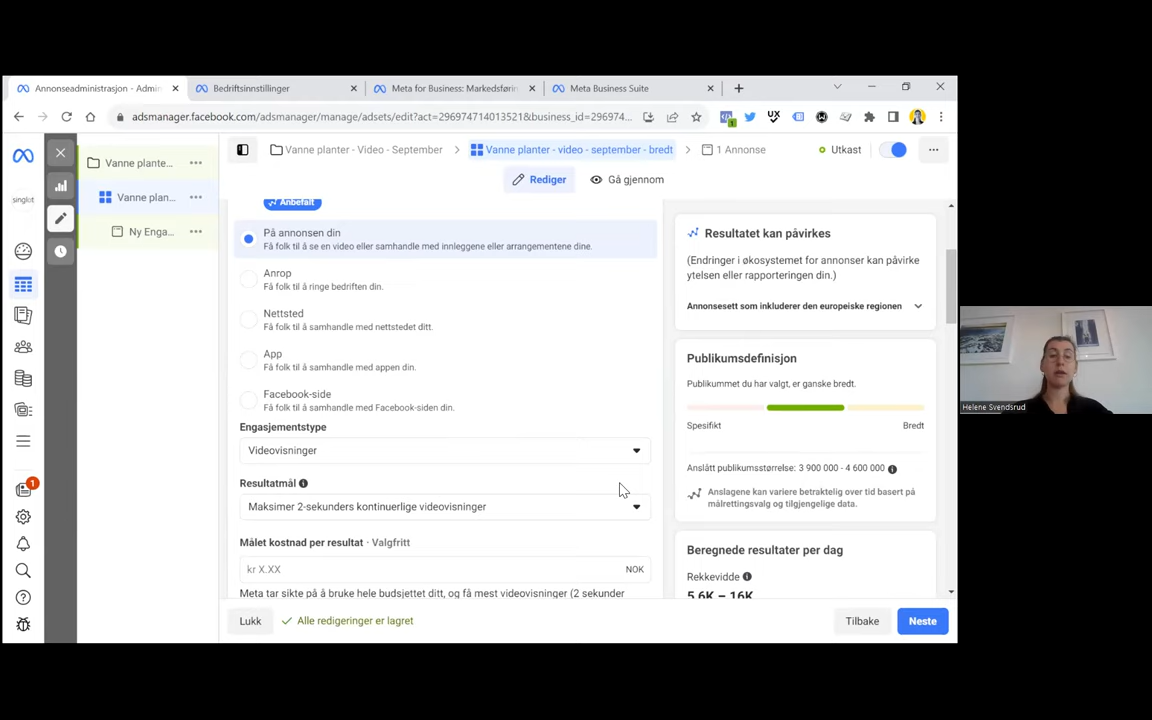 Annonseadministrasjon - Admin
Bedriftsinnstillinger
Meta for Business: Markedsførin
Meta Business Suite
adsmanager.facebook.com/adsmanager/manage/adsets/edit?act=296974714013521&business_id=296974...
1
UX
singlot
Vanne plante...
Vanne plan...
Ny Enga...
Vanne planter - Video - September
Vanne planter - video - september - bredt
1 Annonse
Utkast
Rediger
Gå gjennom
Anbefalt
På annonsen din
Få folk til å se en video eller samhandle med innleggene eller arrangementene dine.
Anrop
Få folk til å ringe bedriften din.
Nettsted
Få folk til å samhandle med nettstedet ditt.
App
Få folk til å samhandle med appen din.
Facebook-side
Få folk til å samhandle med Facebook-siden din.
Engasjementstype
Videovisninger
Resultatmål
Maksimer 2-sekunders kontinuerlige videovisninger
Målet kostnad per resultat · Valgfritt
kr X.XX
NOK
Meta tar sikte på å bruke hele budsjettet ditt, og få mest videovisninger (2 sekunder
Resultatet kan påvirkes
(Endringer i økosystemet for annonser kan påvirke
ytelsen eller rapporteringen din.)
Annonsesett som inkluderer den europeiske regionen
Publikumsdefinisjon
Publikummet du har valgt, er ganske bredt.
Spesifikt
Bredt
Anslått publikumsstørrelse: 3 900 000 - 4 600 000
Anslagene kan variere betraktelig over tid basert på
målrettingsvalg og tilgjengelige data.
Beregnede resultater per dag
Rekkevidde
5,6K – 16K
1
Lukk
Alle redigeringer er lagret
Tilbake
Neste
Helene Svendsrud